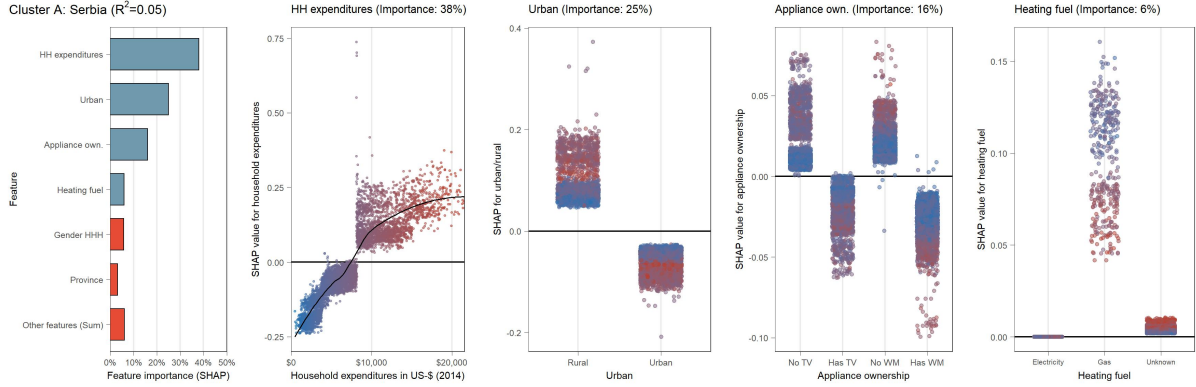 Cluster A: Serbia (R²=0.05)
Feature
HH expenditures
Urban
Appliance own.
Heating fuel
Gender HHH
Province
Other features (Sum)
0% 10% 20% 30% 40% 50%
Feature importance (SHAP)
HH expenditures (Importance: 38%)
SHAP value for household expenditures
0.75
0.50
0.25
0.00
-0.25
$0 $10,000 $20,000
Household expenditures in US-$ (2014)
Urban (Importance: 25%)
SHAP for urban/rural
0.4
0.2
0.0
-0.2
Rural Urban
Urban
Appliance own. (Importance: 16%)
SHAP value for appliance ownership
0.05
0.00
-0.05
-0.10
No TV Has TV No WM Has WM
Appliance ownership
Heating fuel (Importance: 6%)
SHAP value for heating fuel
0.15
0.10
0.05
0.00
Electricity Gas Unknown
Heating fuel